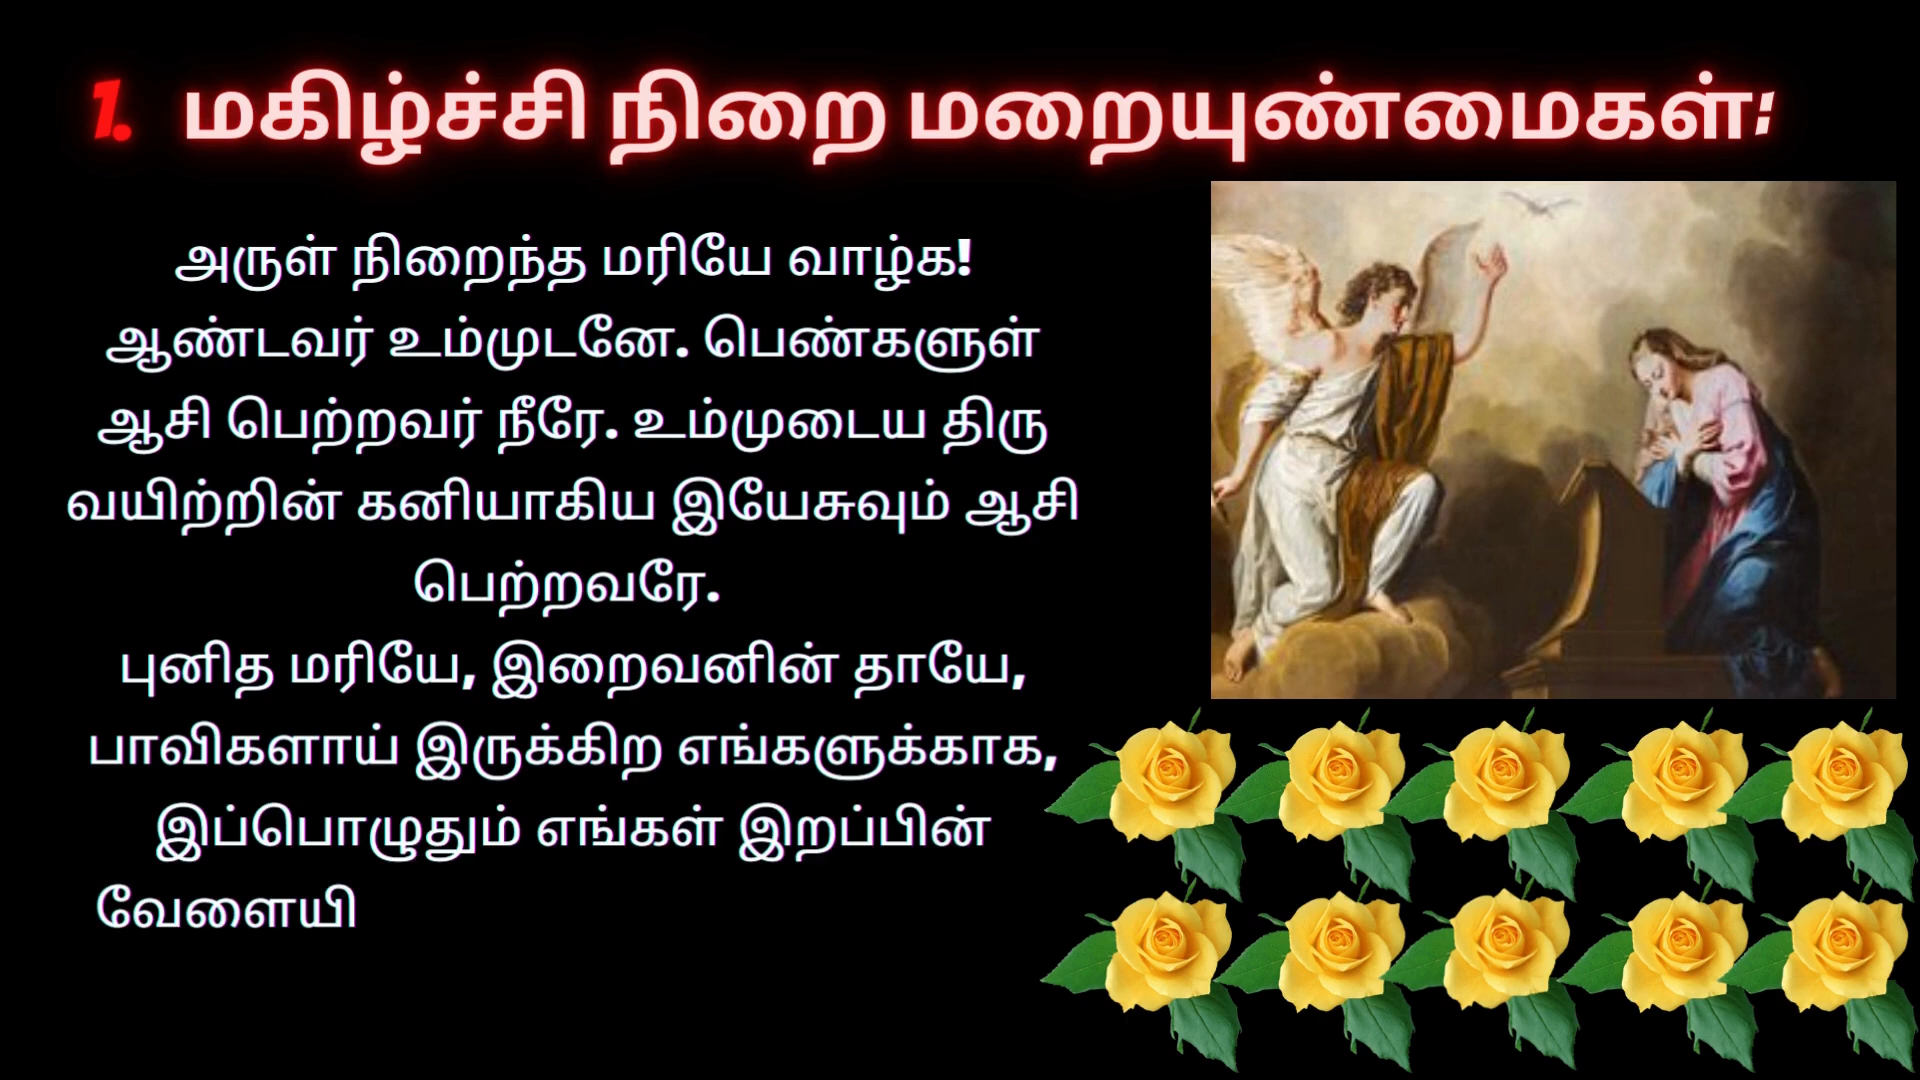 1. மகிழ்ச்சி நிறை மறையுண்மைகள்:
அருள் நிறைந்த மரியே வாழ்க!
ஆண்டவர் உம்முடனே. பெண்களுள்
ஆசி பெற்றவர் நீரே. உம்முடைய திரு
வயிற்றின் கனியாகிய இயேசுவும் ஆசி
பெற்றவரே.
புனித மரியே, இறைவனின் தாயே,
பாவிகளாய் இருக்கிற எங்களுக்காக,
இப்பொழுதும் எங்கள் இறப்பின்
வேளையி